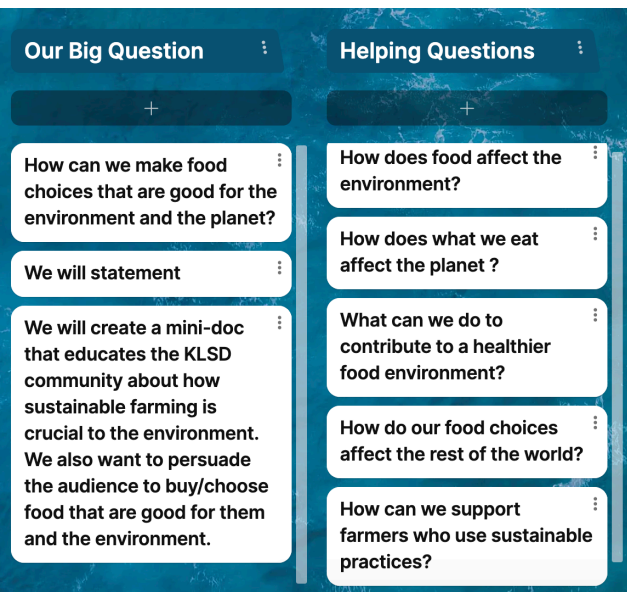 Our Big Question
How can we make food
choices that are good for the
environment and the planet?
We will statement
We will create a mini-doc
that educates the KLSD
community about how
sustainable farming is
crucial to the environment.
We also want to persuade
the audience to buy/choose
food that are good for them
and the environment.
Helping Questions
How does food affect the
environment?
How does what we eat
affect the planet ?
What can we do to
contribute to a healthier
food environment?
How do our food choices
affect the rest of the world?
How can we support
farmers who use sustainable
practices?